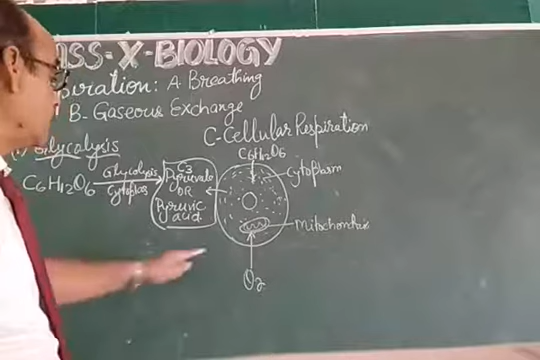 ASS-X-BIOLOGY
piration: A. Breathing
B- Gaseous Exchange
C-Cellular Respiration
Glycalysis
C6H12O6
Glycolysis
Cytoplas
C3
Pyruvate
OR
Pyruvic
acid
C6H12O6
Cytoplasm
Mitochondria
O2